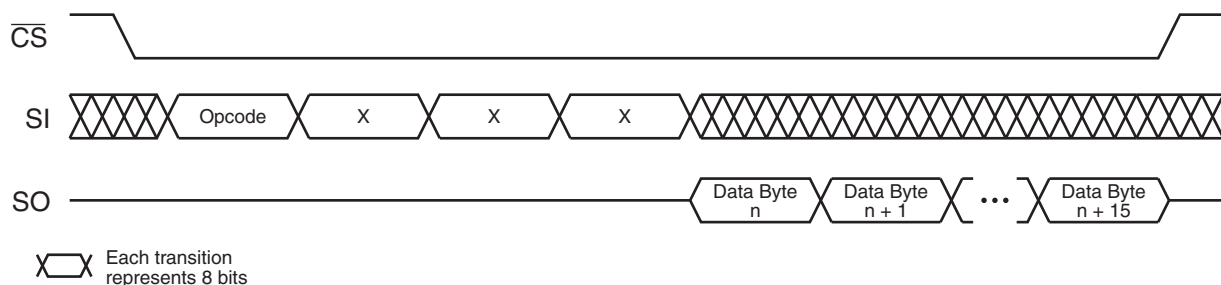 CS
SI
Opcode X X X
SO
Data Byte n
Data Byte n + 1
•••
Data Byte n + 15
Each transition
represents 8 bits